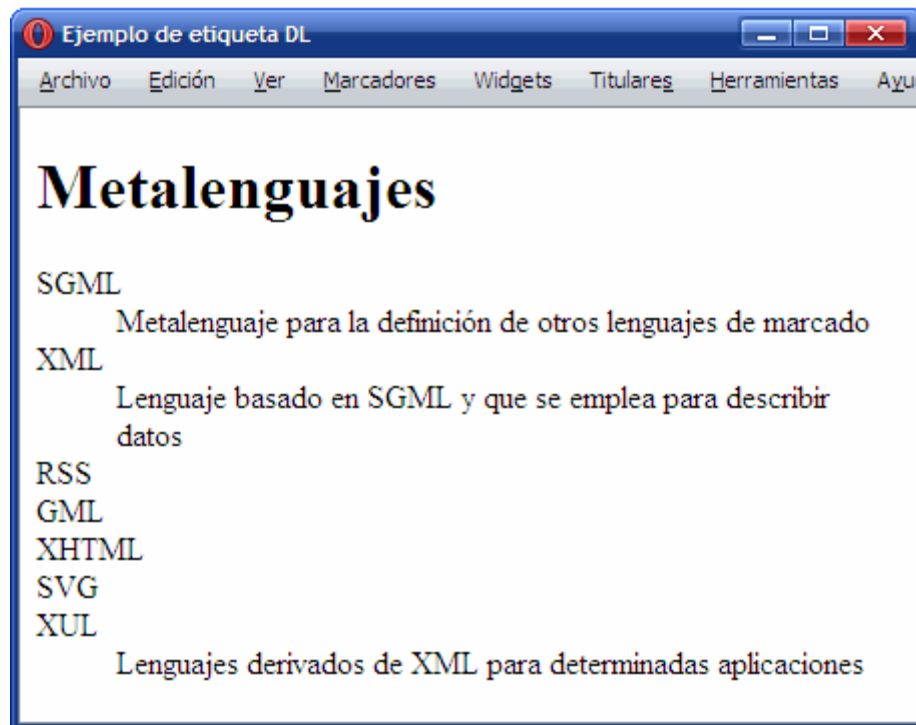 Ejemplo de etiqueta DL
Archivo Edición Ver Marcadores Widgets Titulares Herramientas Ayu
Metalenguajes
SGML
Metalenguaje para la definición de otros lenguajes de marcado
XML
Lenguaje basado en SGML y que se emplea para describir
datos
RSS
GML
XHTML
SVG
XUL
Lenguajes derivados de XML para determinadas aplicaciones